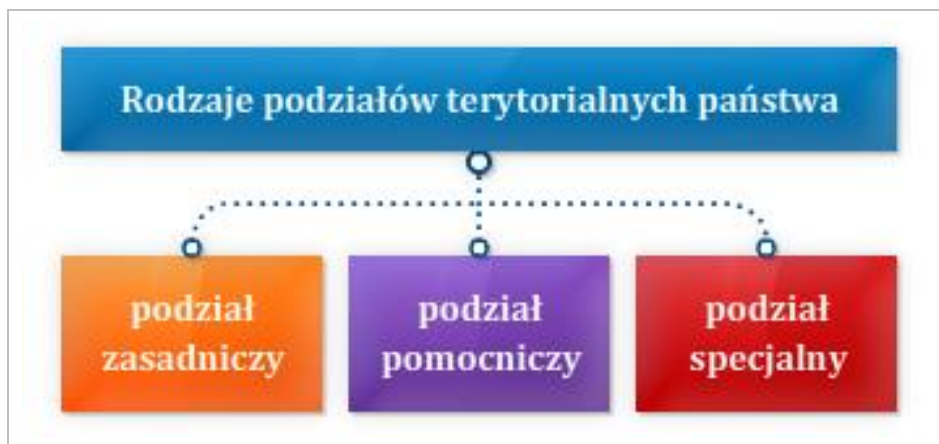 Rodzaje podziałów terytorialnych państwa
podział
zasadniczy
podział
pomocniczy
podział
specjalny